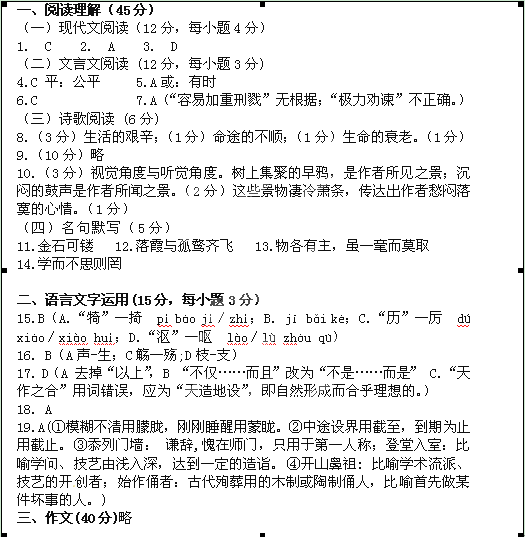 一、阅读理解（45分）
（一）现代文阅读（12分，每小题4分）
1. C 2. A 3. D
（二）文言文阅读（12分，每小题3分）
4.C 平：公平 5.A或：有时
6.C 7.A（“容易加重刑戮”无根据；“极力劝谏”不正确。）
（三）诗歌阅读（6分）
8.（3分）生活的艰辛；（1分）命途的不顺；（1分）生命的衰老。（1分）
9.（10分）略
10.（3分）视觉角度与听觉角度。树上集聚的早鸦，是作者所见之景；沉
闷的鼓声是作者所闻之景。（2分）这些景物凄冷萧条，传达出作者愁闷落
寞的心情。（1分）
（四）名句默写（5分）
11.金石可镂 12.落霞与孤鹜齐飞 13.物各有主，虽一毫而莫取
14.学而不思则罔
二、语言文字运用(15分，每小题3分）
15.B（A.“犄”一掎 pī bāo jǐ／zhǐ；B. jī bǎi kè；C.“历”一厉 dú
xiáo／xiào huì；D.“沤”一呕 lào／lù zhóu qū）
16. B（A声-生；C觞一殇;D枝-支）
17. D（A 去掉“以上”，B “不仅……而且”改为“不是……而是” C.“天
作之合”用词错误，应为“天造地设”，即自然形成而合乎理想的。）
18. A
19.A(①模糊不清用朦胧，刚刚睡醒用蒙眬。②中途设界用截至，到期为止
用截止。③忝列门墙： 谦辞,愧在师门，只用于第一人称；登堂入室：比
喻学问、技艺由浅入深，达到一定的造诣。④开山鼻祖：比喻学术流派、
技艺的开创者；始作俑者：古代殉葬用的木制或陶制俑人，比喻首先做某
件坏事的人。)
三、作文(40分)略